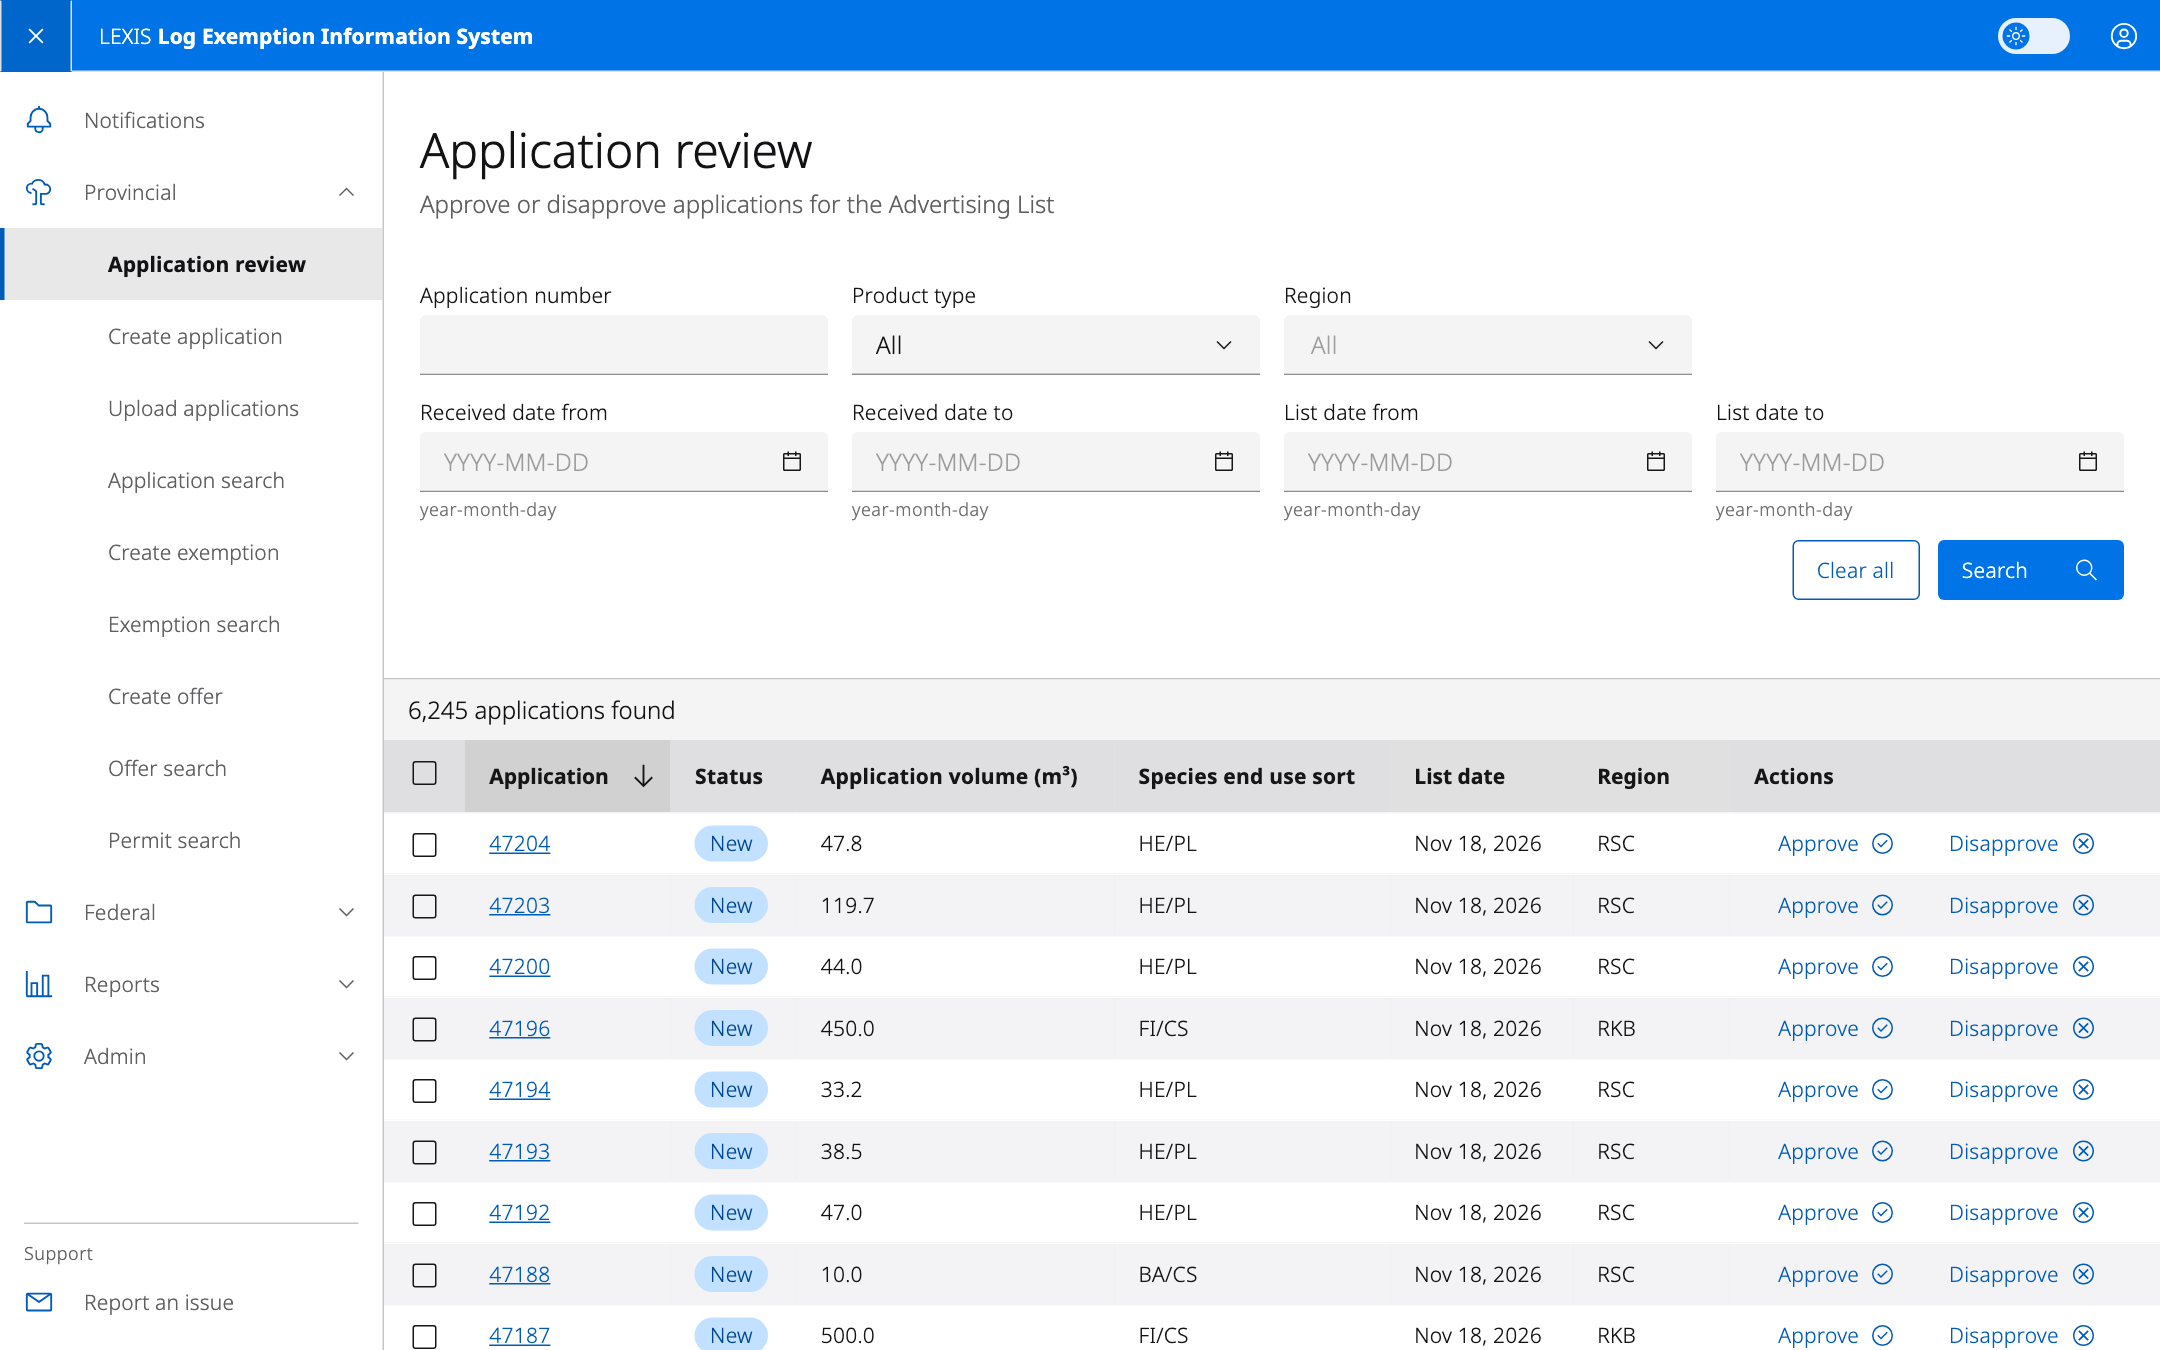 LEXIS Log Exemption Information System
Notifications
Provincial
Application review
Create application
Upload applications
Application search
Create exemption
Exemption search
Create offer
Offer search
Permit search
Federal
Reports
Admin
Support
Report an issue
Application review
Approve or disapprove applications for the Advertising List
Application number Product type Region
All All
Received date from Received date to List date from List date to
YYYY-MM-DD YYYY-MM-DD YYYY-MM-DD YYYY-MM-DD
year-month-day year-month-day year-month-day year-month-day
Clear all Search
6,245 applications found
Application Status Application volume (m³) Species end use sort List date Region Actions
47204 New 47.8 HE/PL Nov 18, 2026 RSC Approve Disapprove
47203 New 119.7 HE/PL Nov 18, 2026 RSC Approve Disapprove
47200 New 44.0 HE/PL Nov 18, 2026 RSC Approve Disapprove
47196 New 450.0 FI/CS Nov 18, 2026 RKB Approve Disapprove
47194 New 33.2 HE/PL Nov 18, 2026 RSC Approve Disapprove
47193 New 38.5 HE/PL Nov 18, 2026 RSC Approve Disapprove
47192 New 47.0 HE/PL Nov 18, 2026 RSC Approve Disapprove
47188 New 10.0 BA/CS Nov 18, 2026 RSC Approve Disapprove
47187 New 500.0 FI/CS Nov 18, 2026 RKB Approve Disapprove